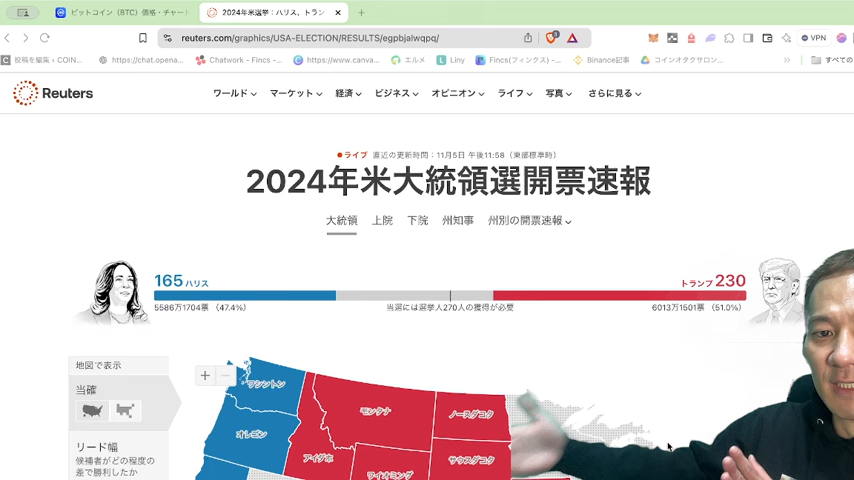 ビットコイン（BTC）価格・チャート
2024年米選挙：ハリス、トラン
reuters.com/graphics/USA-ELECTION/RESULTS/egpbjalwqpq/
VPN
投稿を編集 ‹ COIN...
https://chat.opena...
Chatwork - Fincs -...
https://www.canva...
エルメ
Liny
Fincs(フィンクス) -...
Binance記事
コインオタクサロン...
すべての
Reuters
ワールド
マーケット
経済
ビジネス
オピニオン
ライフ
写真
さらに見る
ライブ 直近の更新時間：11月5日 午後11:58（東部標準時）
2024年米大統領選開票速報
大統領 上院 下院 州知事 州別の開票速報
165 ハリス
トランプ 230
5586万1704票（47.4%）
当選には選挙人270人の獲得が必要
6013万1501票（51.0%）
地図で表示
当確
リード幅
候補者がどの程度の
差で勝利したか
ワシントン
モンタナ
ノースダコタ
オレゴン
アイダホ
サウスダコタ
ワイオミング